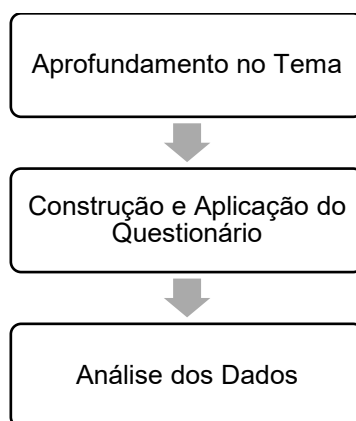 Aprofundamento no Tema
Construção e Aplicação do
Questionário
Análise dos Dados